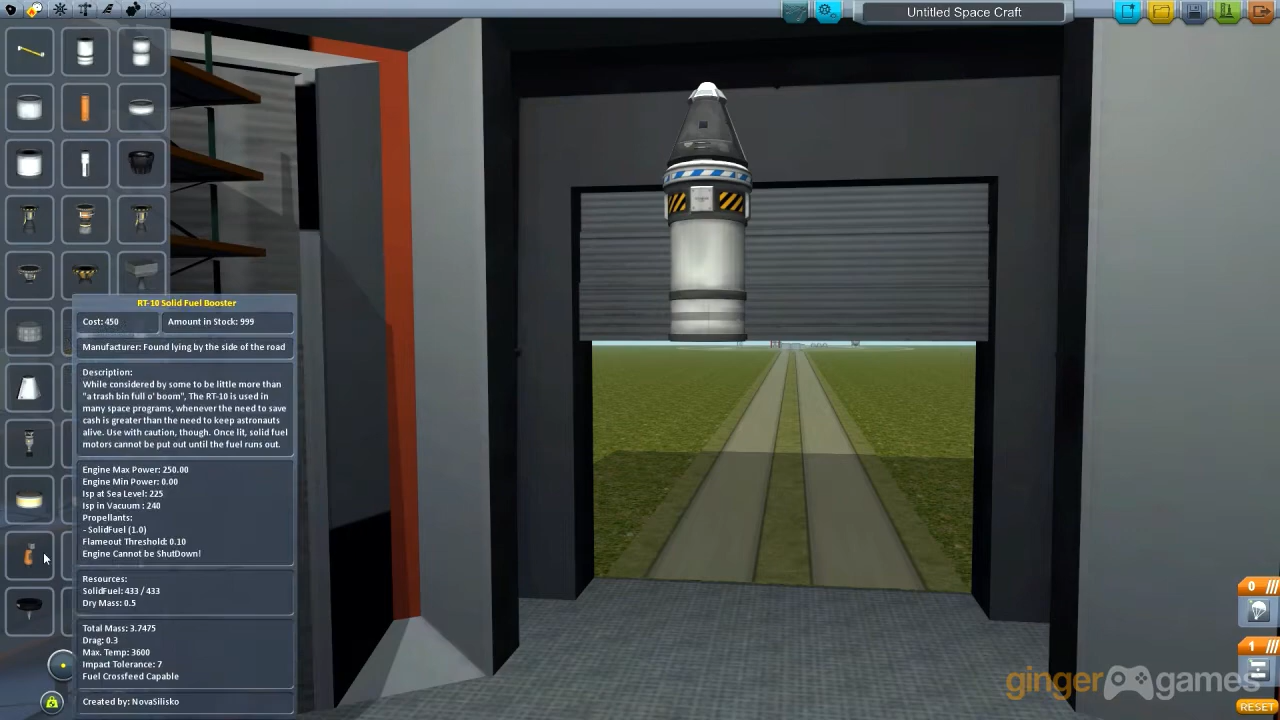 Untitled Space Craft
RT-10 Solid Fuel Booster
Cost: 450
Amount in Stock: 999
Manufacturer: Found lying by the side of the road
Description:
While considered by some to be little more than
"a trash bin full o' boom", The RT-10 is used in
many space programs, whenever the need to save
cash is greater than the need to keep astronauts
alive. Use with caution, though. Once lit, solid fuel
motors cannot be put out until the fuel runs out.
Engine Max Power: 250.00
Engine Min Power: 0.00
Isp at Sea Level: 225
Isp in Vacuum : 240
Propellants:
- SolidFuel (1.0)
Flameout Threshold: 0.10
Engine Cannot be ShutDown!
Resources:
SolidFuel: 433 / 433
Dry Mass: 0.5
Total Mass: 3.7475
Drag: 0.3
Max. Temp: 3600
Impact Tolerance: 7
Fuel Crossfeed Capable
Created by: NovaSilisko
0
1
gingergames
RESET